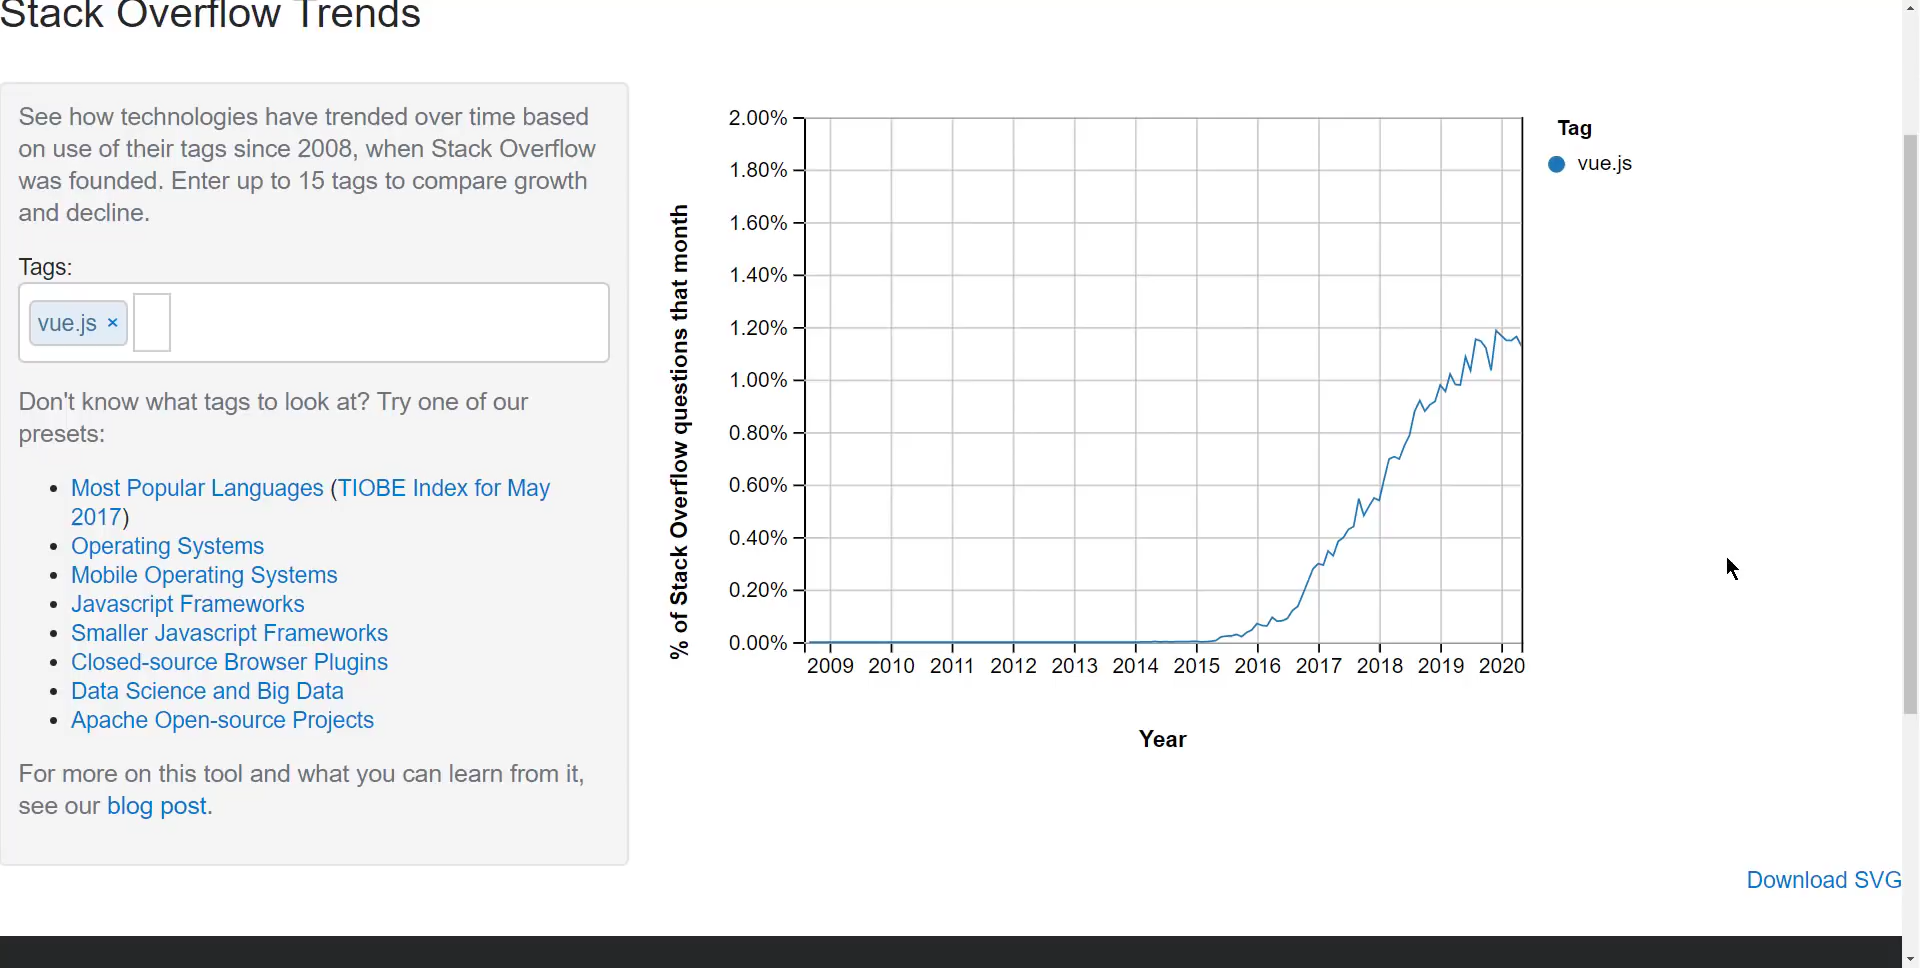 Stack Overflow Trends
See how technologies have trended over time based
on use of their tags since 2008, when Stack Overflow
was founded. Enter up to 15 tags to compare growth
and decline.
Tags:
vue.js ×
Don't know what tags to look at? Try one of our
presets:
• Most Popular Languages (TIOBE Index for May
2017)
• Operating Systems
• Mobile Operating Systems
• Javascript Frameworks
• Smaller Javascript Frameworks
• Closed-source Browser Plugins
• Data Science and Big Data
• Apache Open-source Projects
For more on this tool and what you can learn from it,
see our blog post.
% of Stack Overflow questions that month
2.00%
1.80%
1.60%
1.40%
1.20%
1.00%
0.80%
0.60%
0.40%
0.20%
0.00%
2009 2010 2011 2012 2013 2014 2015 2016 2017 2018 2019 2020
Year
Tag
vue.js
Download SVG